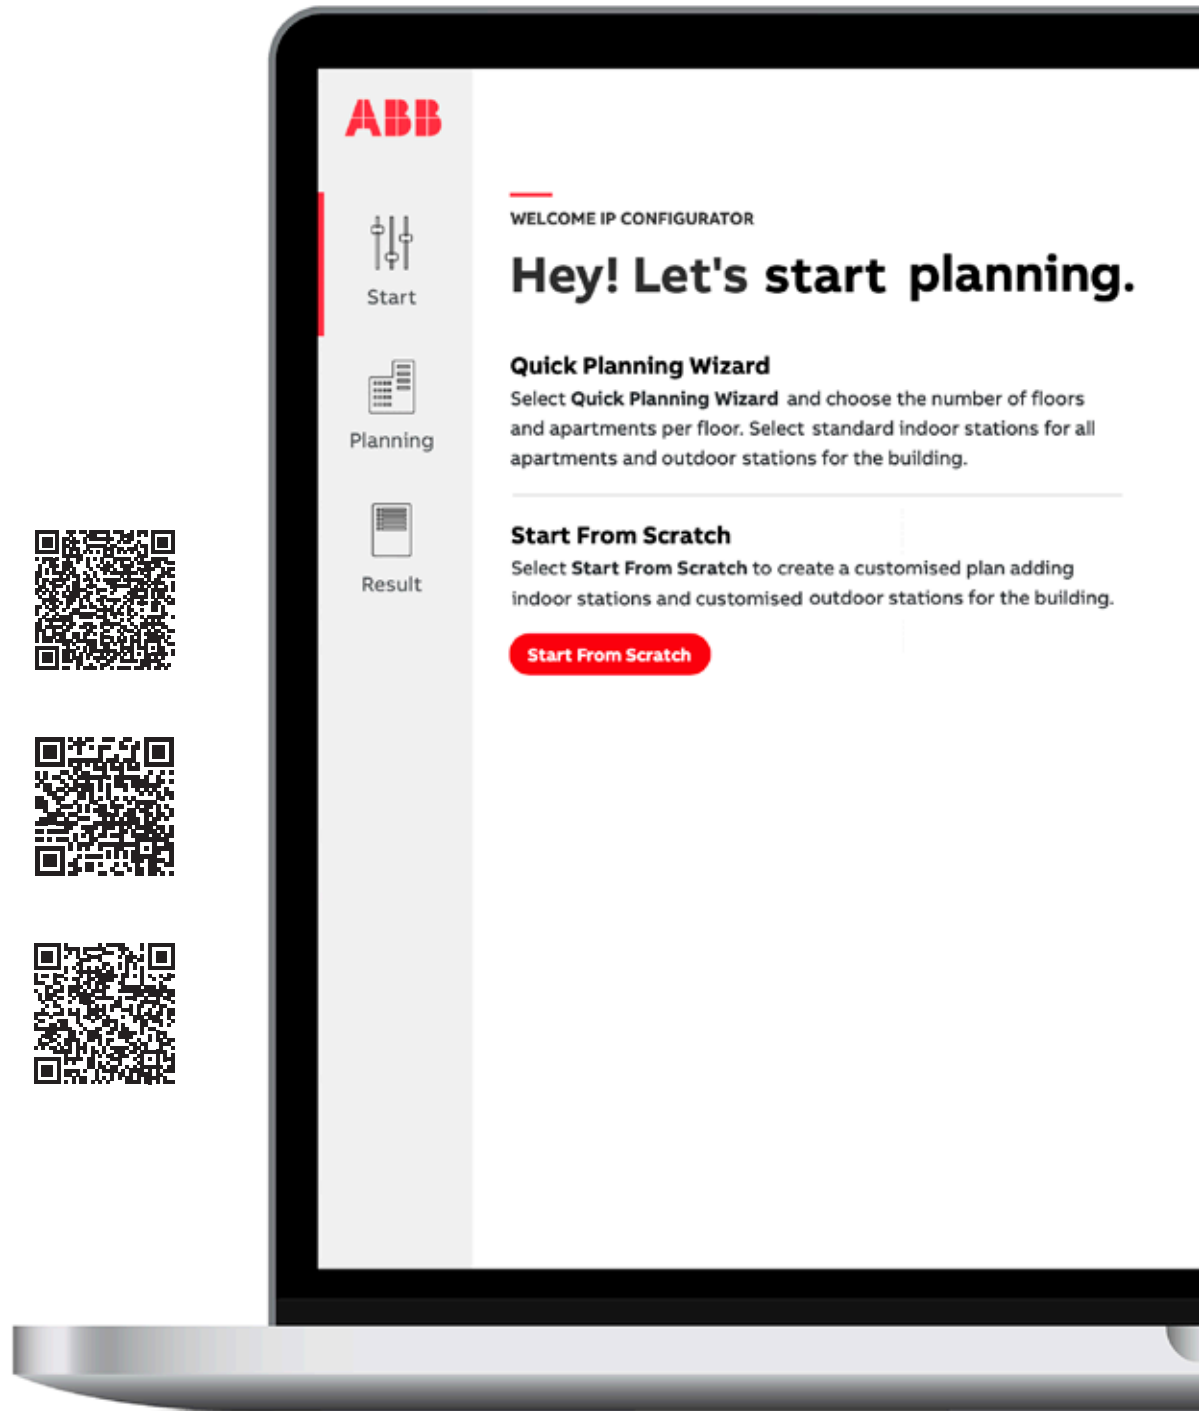 ABB
Start
Planning
Result
WELCOME IP CONFIGURATOR
Hey! Let's start planning.
Quick Planning Wizard
Select Quick Planning Wizard and choose the number of floors
and apartments per floor. Select standard indoor stations for all
apartments and outdoor stations for the building.
Start From Scratch
Select Start From Scratch to create a customised plan adding
indoor stations and customised outdoor stations for the building.
Start From Scratch